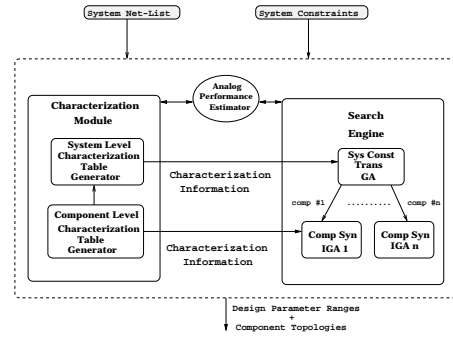 System Net-List
System Constraints
Analog
Performance
Estimator
Characterization
Module
System Level
Characterization
Table
Generator
Component Level
Characterization
Table
Generator
Characterization
Information
Characterization
Information
Search
Engine
Sys Const
Trans
GA
comp #1
..........
comp #n
Comp Syn
IGA 1
Comp Syn
IGA n
Design Parameter Ranges
+
Component Topologies